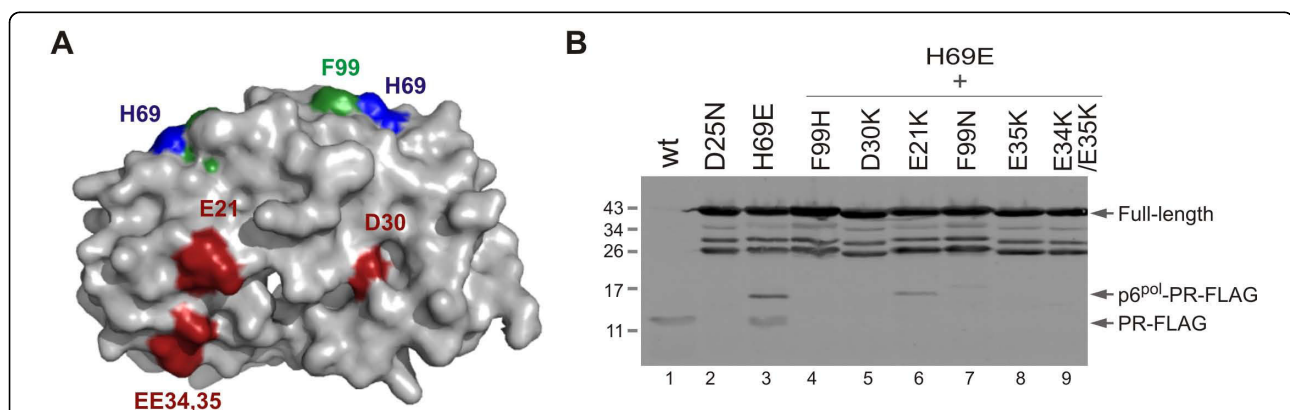 A
F99
H69
H69
E21
D30
EE34,35
B
H69E
+
wt
D25N
H69E
F99H
D30K
E21K
F99N
E35K
E34K
/E35K
43
34
26
17
11
Full-length
p6pol-PR-FLAG
PR-FLAG
1 2 3 4 5 6 7 8 9